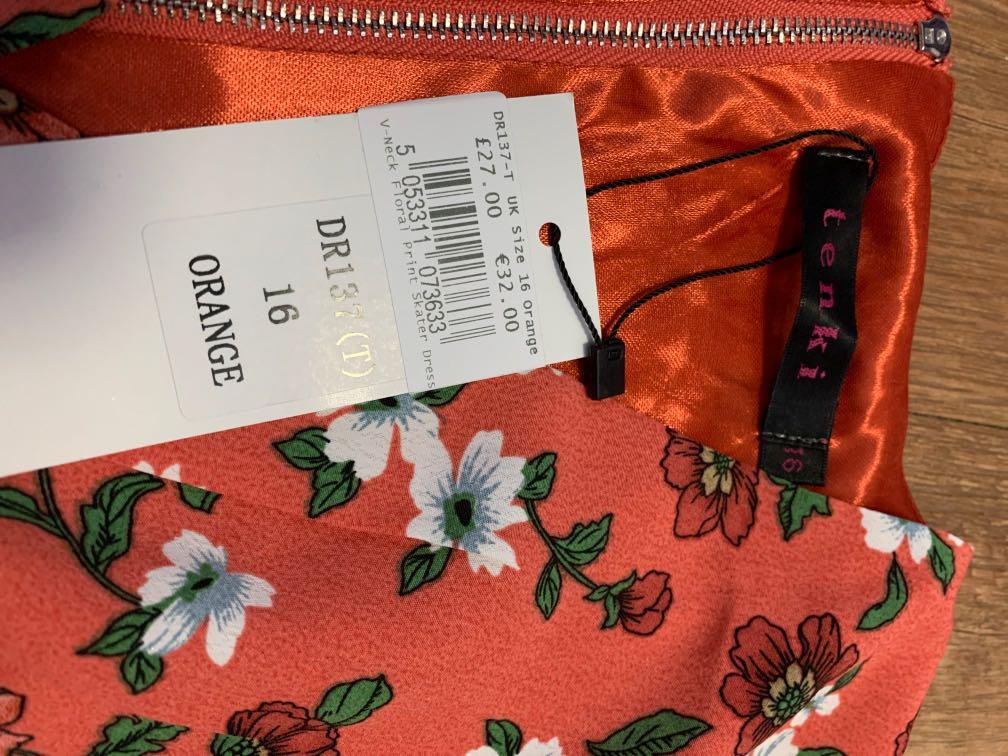 DR137-T UK Size 16 Orange
£27.00 €32.00
5 053311 073633
V-Neck Floral Print Skater Dress
DR137(T)
16
ORANGE
tenki
16